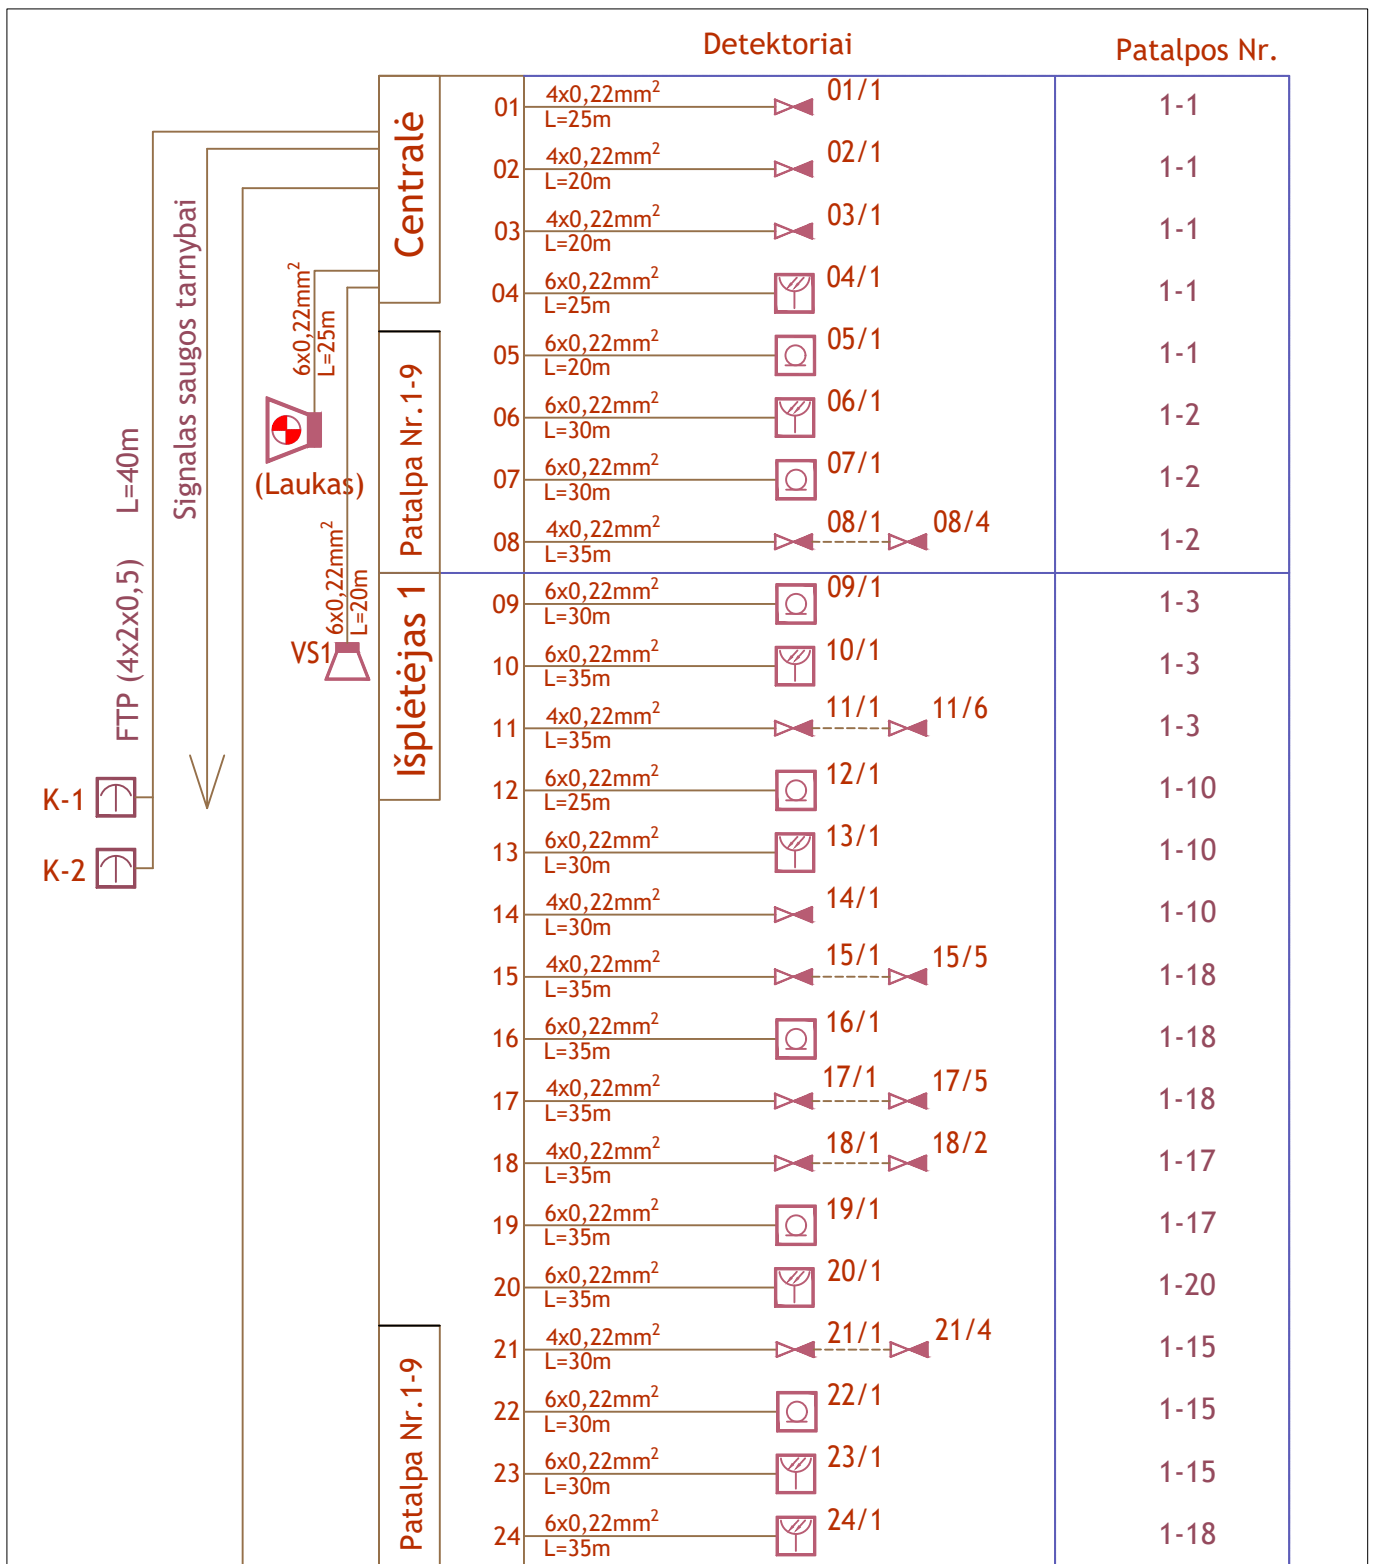 Detektoriai
Patalpos Nr.
Centralė
Patalpa Nr.1-9
Išplėtėjas 1
Patalpa Nr.1-9
Signalas saugos tarnybai
FTP (4x2x0,5) L=40m
6x0,22mm²
L=25m
(Laukas)
6x0,22mm²
L=20m
VS1
K-1
K-2
01 4x0,22mm² 01/1 1-1
L=25m
02 4x0,22mm² 02/1 1-1
L=20m
03 4x0,22mm² 03/1 1-1
L=20m
04 6x0,22mm² 04/1 1-1
L=25m
05 6x0,22mm² 05/1 1-1
L=20m
06 6x0,22mm² 06/1 1-2
L=30m
07 6x0,22mm² 07/1 1-2
L=30m
08 4x0,22mm² 08/1 08/4 1-2
L=35m
09 6x0,22mm² 09/1 1-3
L=30m
10 6x0,22mm² 10/1 1-3
L=35m
11 4x0,22mm² 11/1 11/6 1-3
L=35m
12 6x0,22mm² 12/1 1-10
L=25m
13 6x0,22mm² 13/1 1-10
L=30m
14 4x0,22mm² 14/1 1-10
L=30m
15 4x0,22mm² 15/1 15/5 1-18
L=35m
16 6x0,22mm² 16/1 1-18
L=35m
17 4x0,22mm² 17/1 17/5 1-18
L=35m
18 4x0,22mm² 18/1 18/2 1-17
L=35m
19 6x0,22mm² 19/1 1-17
L=35m
20 6x0,22mm² 20/1 1-20
L=35m
21 4x0,22mm² 21/1 21/4 1-15
L=30m
22 6x0,22mm² 22/1 1-15
L=30m
23 6x0,22mm² 23/1 1-15
L=30m
24 6x0,22mm² 24/1 1-18
L=35m